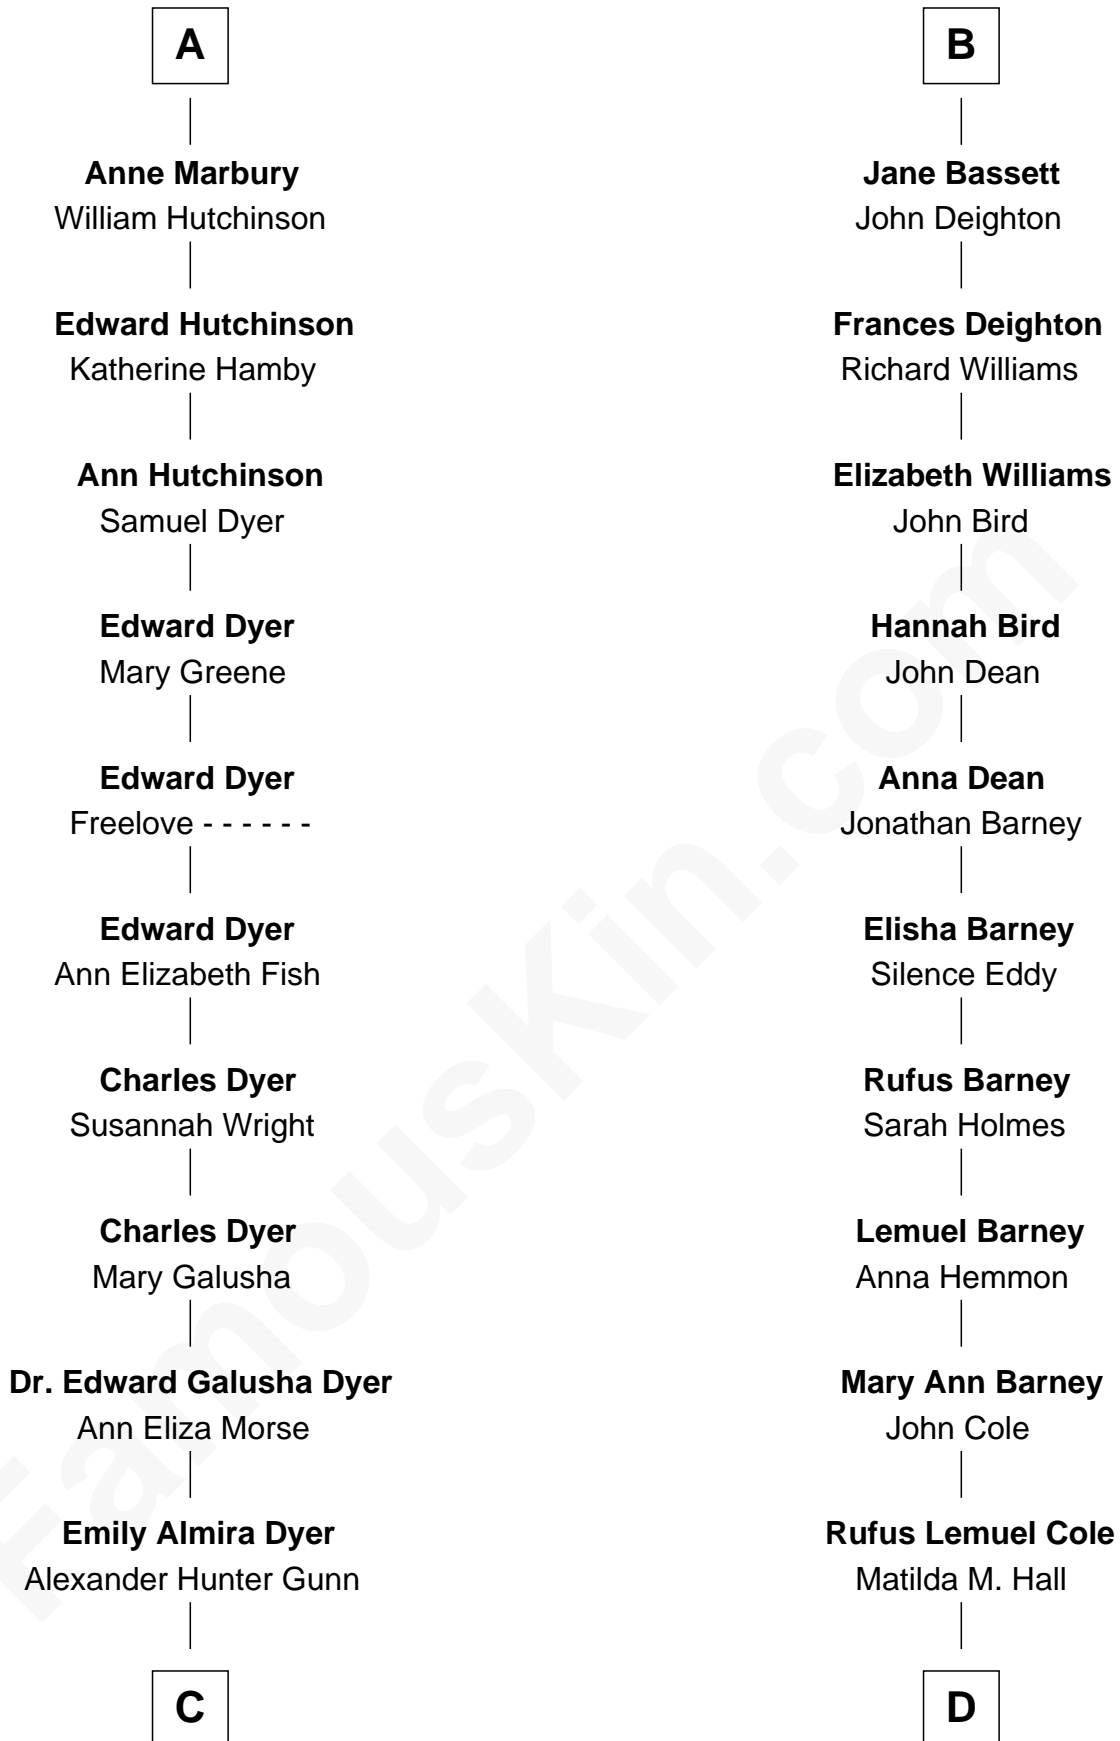 A
Anne Marbury
William Hutchinson
Edward Hutchinson
Katherine Hamby
Ann Hutchinson
Samuel Dyer
Edward Dyer
Mary Greene
Edward Dyer
Freelove - - - - - -
Edward Dyer
Ann Elizabeth Fish
Charles Dyer
Susannah Wright
Charles Dyer
Mary Galusha
Dr. Edward Galusha Dyer
Ann Eliza Morse
Emily Almira Dyer
Alexander Hunter Gunn
C
B
Jane Bassett
John Deighton
Frances Deighton
Richard Williams
Elizabeth Williams
John Bird
Hannah Bird
John Dean
Anna Dean
Jonathan Barney
Elisha Barney
Silence Eddy
Rufus Barney
Sarah Holmes
Lemuel Barney
Anna Hemmon
Mary Ann Barney
John Cole
Rufus Lemuel Cole
Matilda M. Hall
D
FamousKin.com